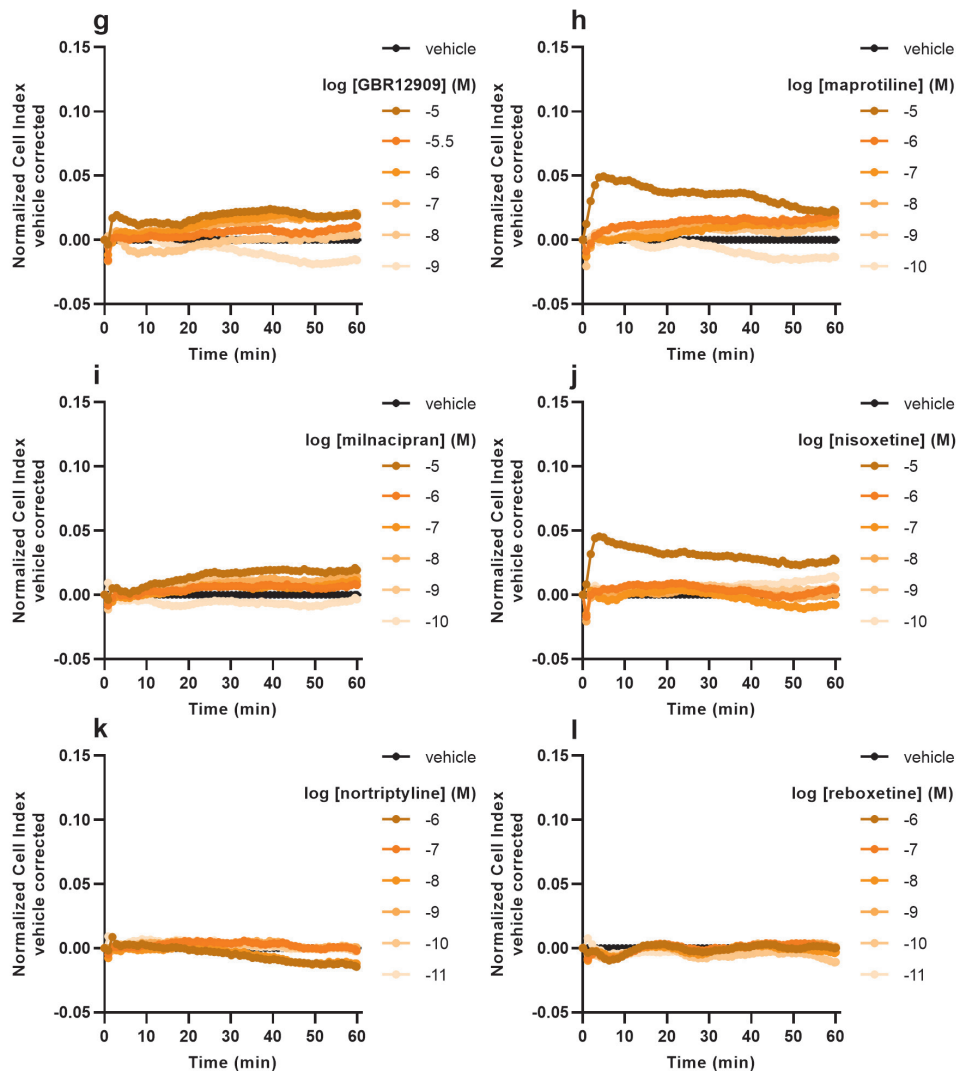 g
Normalized Cell Index
vehicle corrected
0.15
0.10
0.05
0.00
-0.05
0 10 20 30 40 50 60
Time (min)
vehicle
log [GBR12909] (M)
-5
-5.5
-6
-7
-8
-9
h
Normalized Cell Index
vehicle corrected
0.15
0.10
0.05
0.00
-0.05
0 10 20 30 40 50 60
Time (min)
vehicle
log [maprotiline] (M)
-5
-6
-7
-8
-9
-10
i
Normalized Cell Index
vehicle corrected
0.15
0.10
0.05
0.00
-0.05
0 10 20 30 40 50 60
Time (min)
vehicle
log [milnacipran] (M)
-5
-6
-7
-8
-9
-10
j
Normalized Cell Index
vehicle corrected
0.15
0.10
0.05
0.00
-0.05
0 10 20 30 40 50 60
Time (min)
vehicle
log [nisoxetine] (M)
-5
-6
-7
-8
-9
-10
k
Normalized Cell Index
vehicle corrected
0.15
0.10
0.05
0.00
-0.05
0 10 20 30 40 50 60
Time (min)
vehicle
log [nortriptyline] (M)
-6
-7
-8
-9
-10
-11
l
Normalized Cell Index
vehicle corrected
0.15
0.10
0.05
0.00
-0.05
0 10 20 30 40 50 60
Time (min)
vehicle
log [reboxetine] (M)
-6
-7
-8
-9
-10
-11